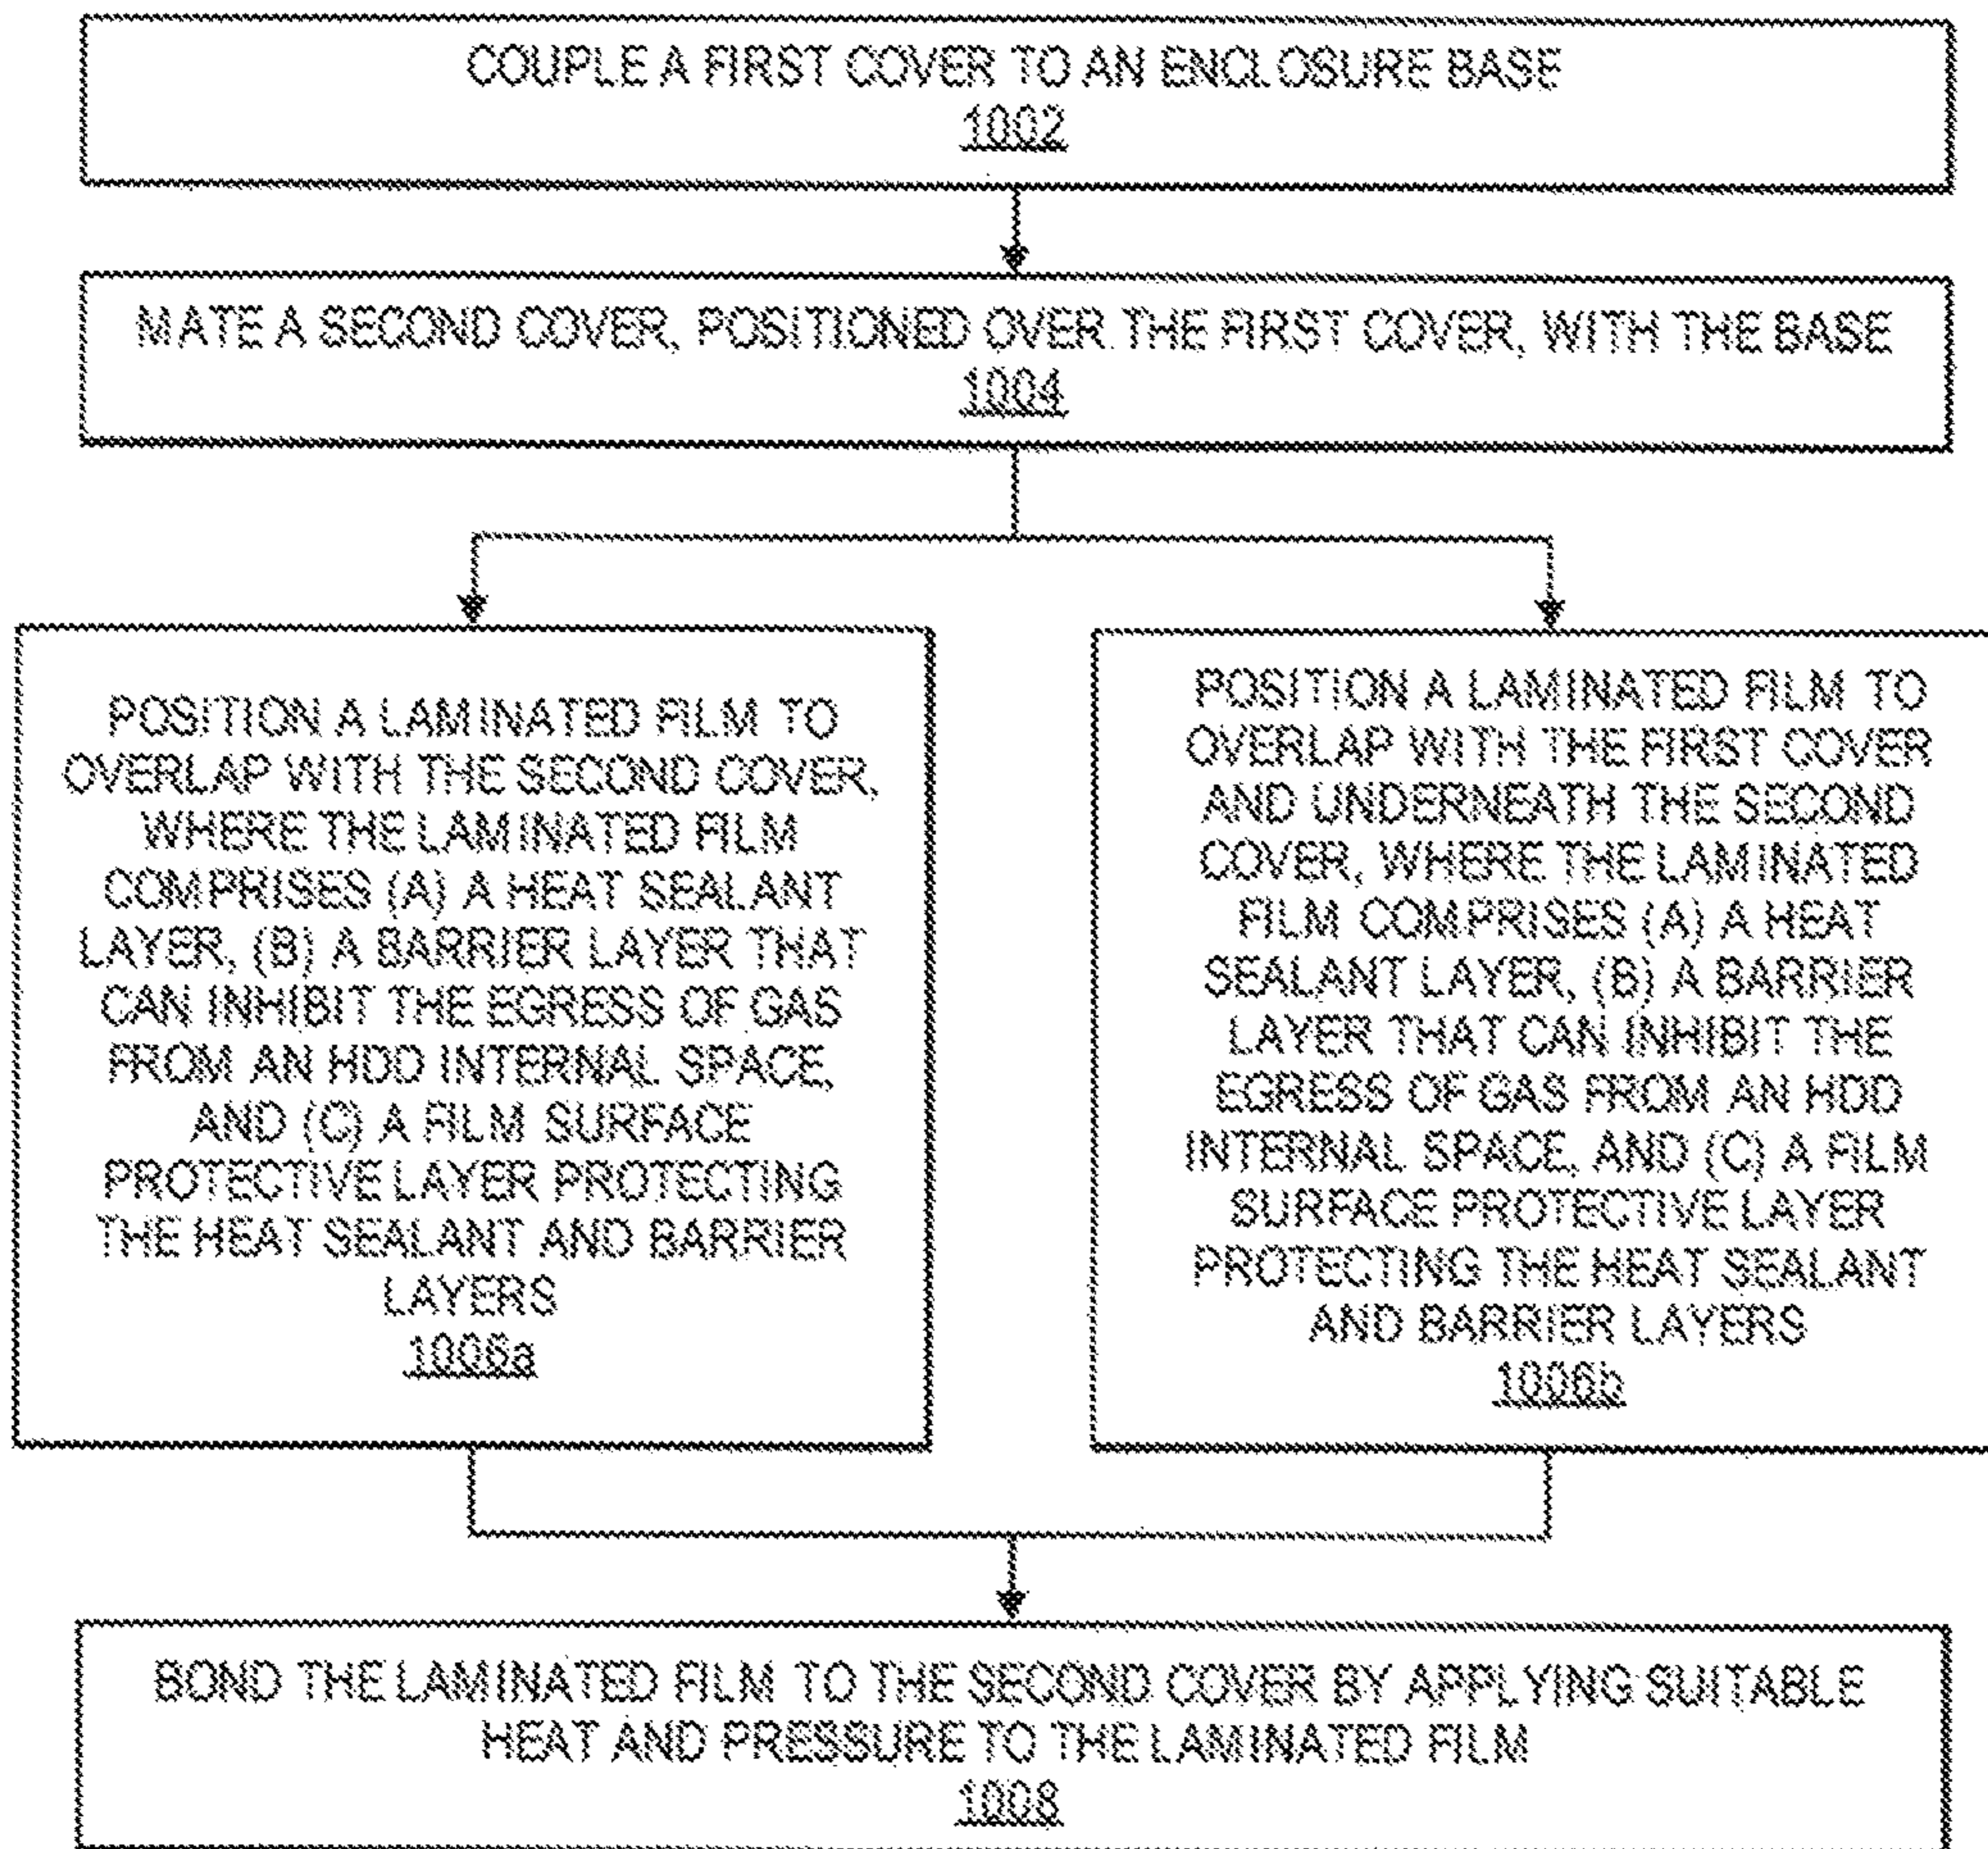 COUPLE A FIRST COVER TO AN ENCLOSURE BASE
1002
MATE A SECOND COVER, POSITIONED OVER THE FIRST COVER, WITH THE BASE
1004
POSITION A LAMINATED FILM TO
OVERLAP WITH THE SECOND COVER,
WHERE THE LAMINATED FILM
COMPRISES (A) A HEAT SEALANT
LAYER, (B) A BARRIER LAYER THAT
CAN INHIBIT THE EGRESS OF GAS
FROM AN HDD INTERNAL SPACE,
AND (C) A FILM SURFACE
PROTECTIVE LAYER PROTECTING
THE HEAT SEALANT AND BARRIER
LAYERS
1006a
POSITION A LAMINATED FILM TO
OVERLAP WITH THE FIRST COVER
AND UNDERNEATH THE SECOND
COVER, WHERE THE LAMINATED
FILM COMPRISES (A) A HEAT
SEALANT LAYER, (B) A BARRIER
LAYER THAT CAN INHIBIT THE
EGRESS OF GAS FROM AN HDD
INTERNAL SPACE, AND (C) A FILM
SURFACE PROTECTIVE LAYER
PROTECTING THE HEAT SEALANT
AND BARRIER LAYERS
1006b
BOND THE LAMINATED FILM TO THE SECOND COVER BY APPLYING SUITABLE
HEAT AND PRESSURE TO THE LAMINATED FILM
1008